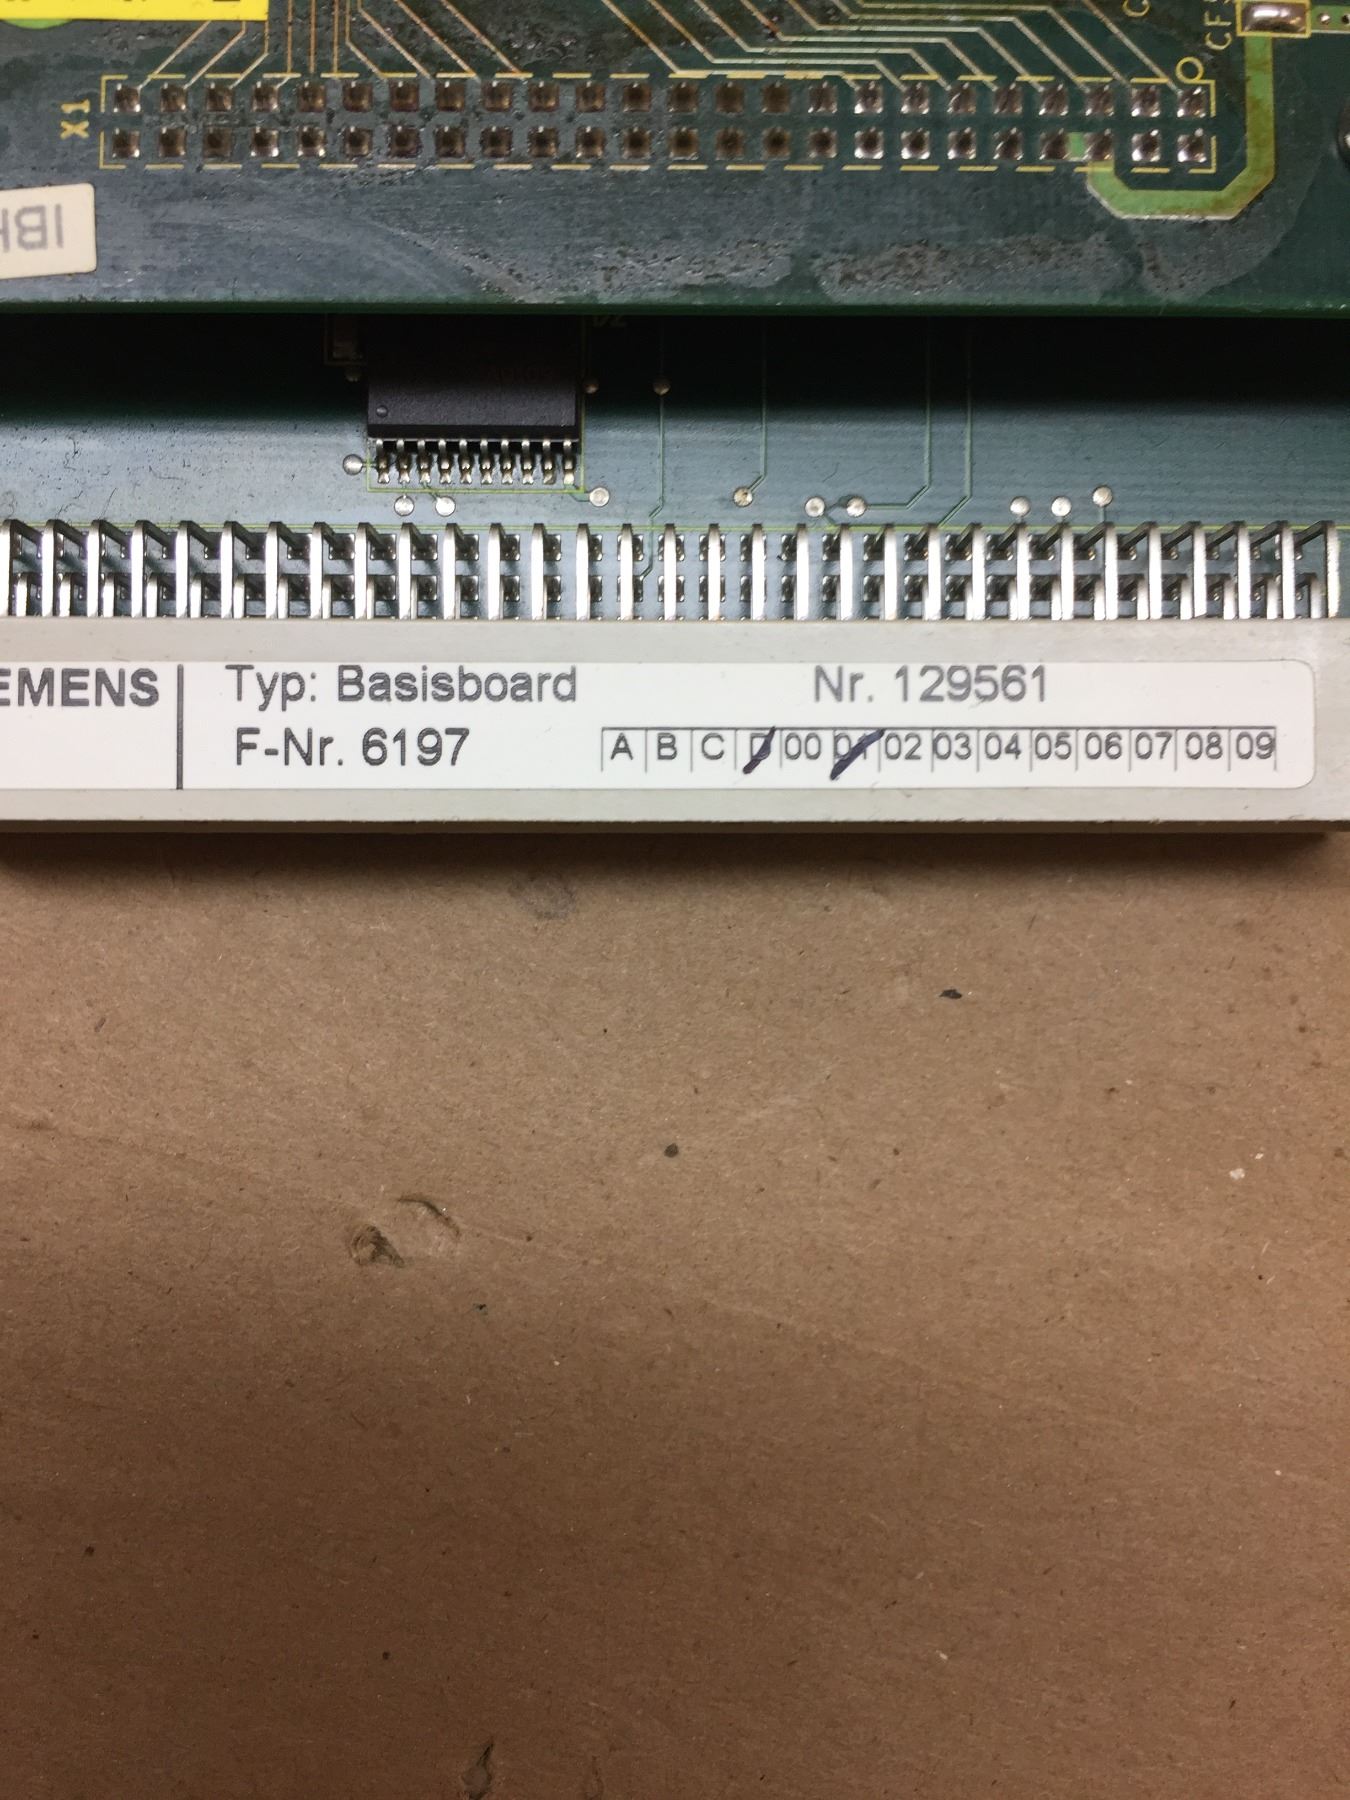 X1
IBH
EMENS Typ: Basisboard Nr. 129561
F-Nr. 6197 A B C D 00 01 02 03 04 05 06 07 08 09